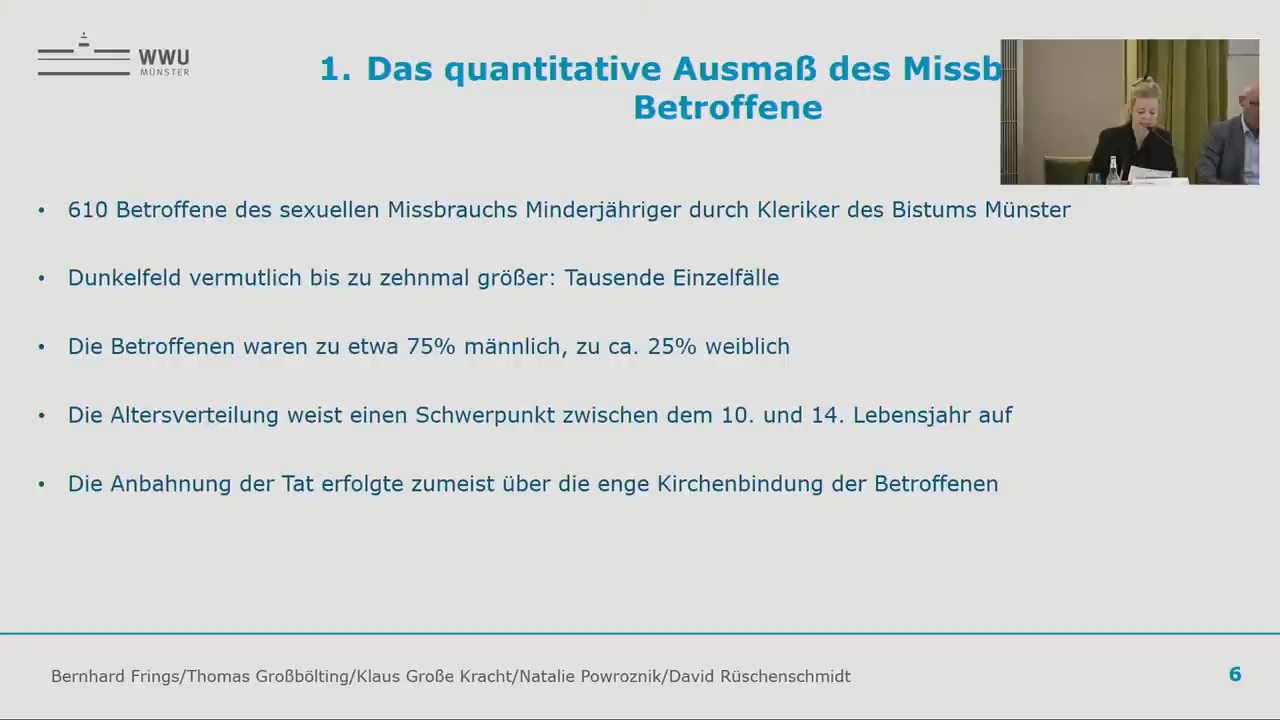 WWU
MÜNSTER
1. Das quantitative Ausmaß des Missb
Betroffene
• 610 Betroffene des sexuellen Missbrauchs Minderjähriger durch Kleriker des Bistums Münster
• Dunkelfeld vermutlich bis zu zehnmal größer: Tausende Einzelfälle
• Die Betroffenen waren zu etwa 75% männlich, zu ca. 25% weiblich
• Die Altersverteilung weist einen Schwerpunkt zwischen dem 10. und 14. Lebensjahr auf
• Die Anbahnung der Tat erfolgte zumeist über die enge Kirchenbindung der Betroffenen
Bernhard Frings/Thomas Großbölting/Klaus Große Kracht/Natalie Powroznik/David Rüschenschmidt
6